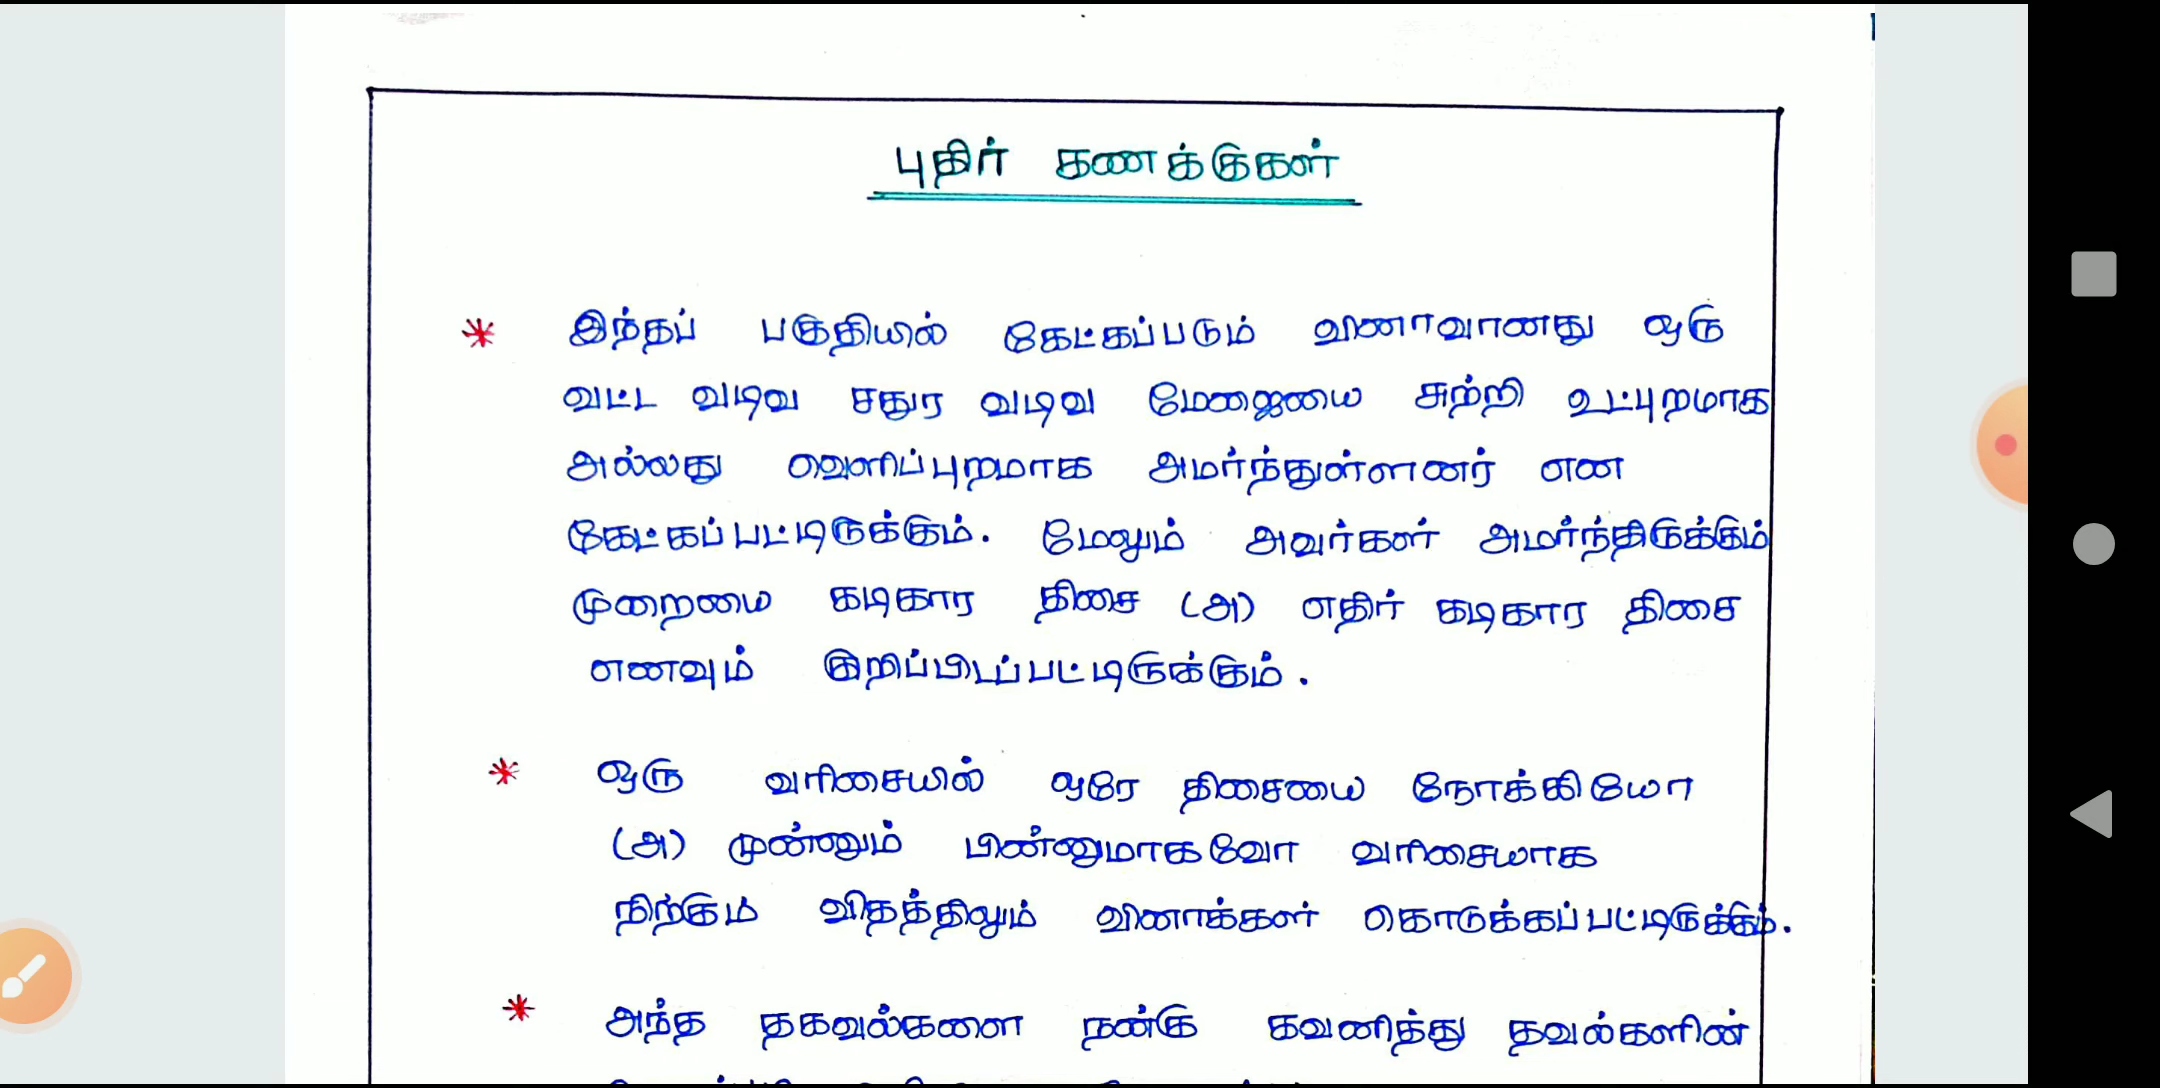 புதிர் கணக்குகள்
* இந்தப் பகுதியில் கேட்கப்படும் வினாவானது ஒரு
வட்ட வடிவ சதுர வடிவ மேஜையை சுற்றி உட்புறமாக
அல்லது வெளிப்புறமாக அமர்ந்துள்ளனர் என
கேட்கப்பட்டிருக்கும். மேலும் அவர்கள் அமர்ந்திருக்கும்
முறைமை கடிகார திசை (அ) எதிர் கடிகார திசை
எனவும் குறிப்பிடப்பட்டிருக்கும்.
* ஒரு வரிசையில் ஒரே திசையை நோக்கியோ
(அ) முன்னும் பின்னுமாகவோ வரிசையாக
நிற்கும் விதத்திலும் வினாக்கள் கொடுக்கப்பட்டிருக்கும்.
* அந்த தகவல்களை நன்கு கவனித்து தவல்களின்